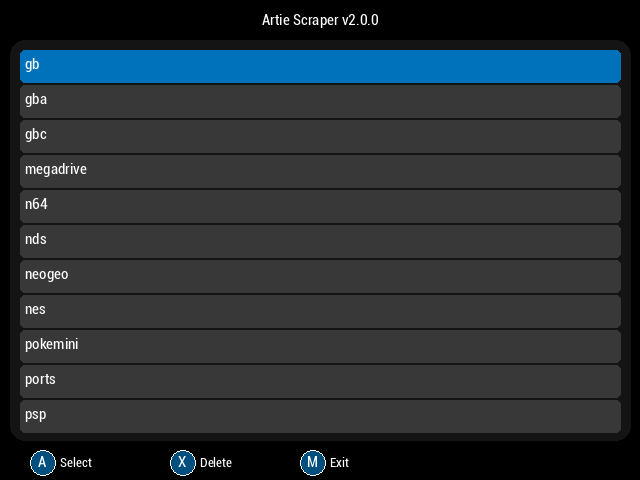 Artie Scraper v2.0.0
gb
gba
gbc
megadrive
n64
nds
neogeo
nes
pokemini
ports
psp
A Select X Delete M Exit